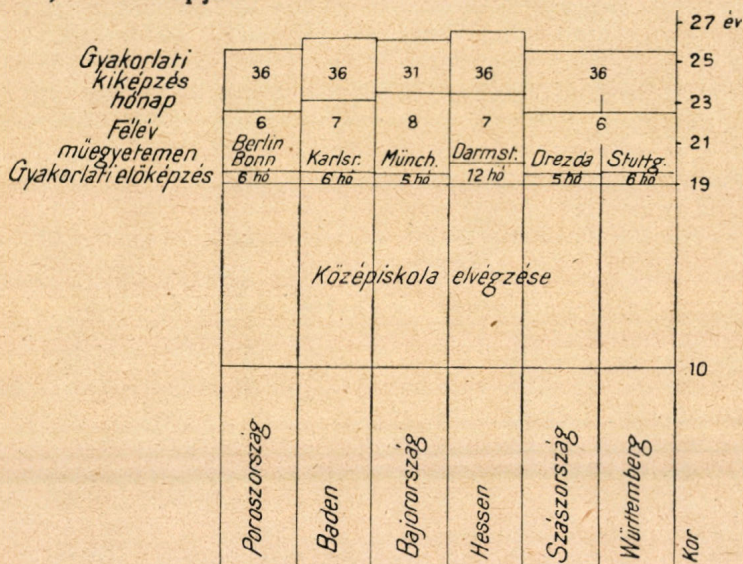 27 év
Gyakorlati
kiképzés
hónap
36 36 31 36 36
25
23
Félév
műegyetemen
6 7 8 7 6
21
Berlin
Bonn Karlsr. Münch. Darmst. Drezda Stuttg.
Gyakorlati előképzés
6 hó 6 hó 5 hó 12 hó 5 hó 6 hó
19
Középiskola elvégzése
10
Poroszország
Baden
Bajorország
Hessen
Szászország
Württemberg
Kor